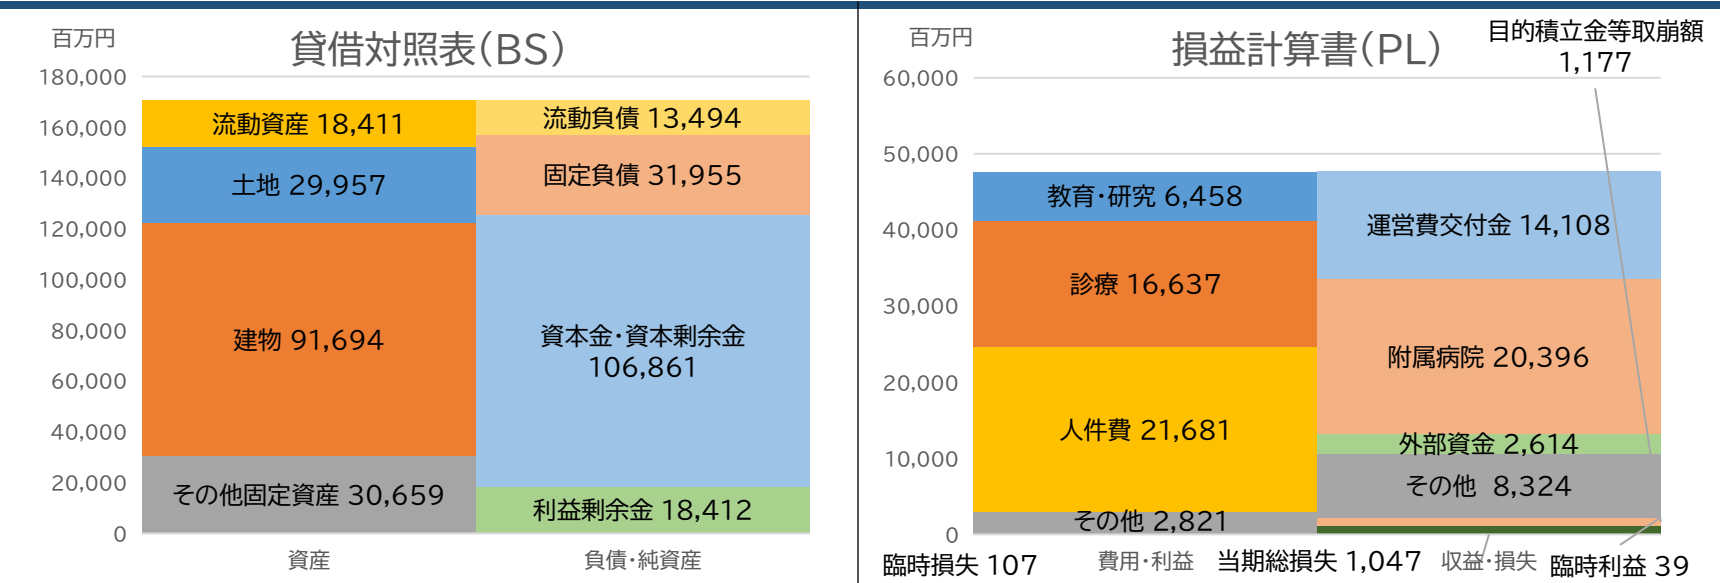 百万円
貸借対照表（BS）
180,000
160,000
140,000
120,000
100,000
80,000
60,000
40,000
20,000
0
流動資産 18,411
土地 29,957
建物 91,694
その他固定資産 30,659
流動負債 13,494
固定負債 31,955
資本金・資本剰余金
106,861
利益剰余金 18,412
資産
負債・純資産
百万円
損益計算書（PL）
目的積立金等取崩額
1,177
60,000
50,000
40,000
30,000
20,000
10,000
0
教育・研究 6,458
診療 16,637
人件費 21,681
その他 2,821
運営費交付金 14,108
附属病院 20,396
外部資金 2,614
その他 8,324
臨時損失 107
費用・利益
当期総損失 1,047
収益・損失
臨時利益 39